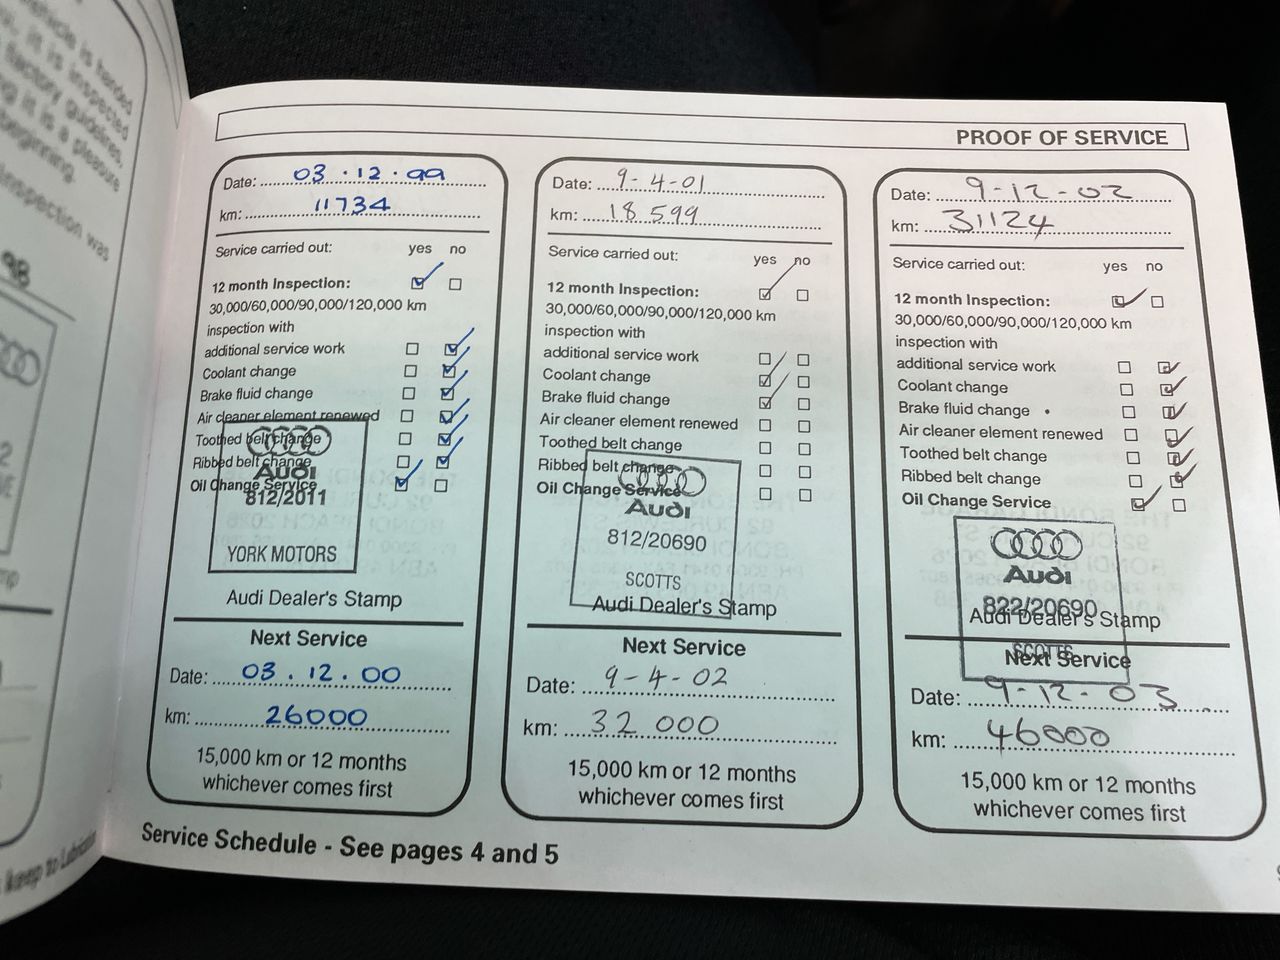 PROOF OF SERVICE
Date: 03.12.99
km: 11734
Service carried out: yes no
12 month Inspection:
30,000/60,000/90,000/120,000 km
inspection with
additional service work
Coolant change
Brake fluid change
Air cleaner element renewed
Toothed belt change
Ribbed belt change
Oil Change Service
Audi
812/2011
YORK MOTORS
Audi Dealer's Stamp
Next Service
Date: 03.12.00
km: 26000
15,000 km or 12 months
whichever comes first
Date: 9-4-01
km: 18 599
Service carried out: yes no
12 month Inspection:
30,000/60,000/90,000/120,000 km
inspection with
additional service work
Coolant change
Brake fluid change
Air cleaner element renewed
Toothed belt change
Ribbed belt change
Oil Change Service
Audi
812/20690
SCOTTS
Audi Dealer's Stamp
Next Service
Date: 9-4-02
km: 32 000
15,000 km or 12 months
whichever comes first
Date: 9-12-02
km: 31124
Service carried out: yes no
12 month Inspection:
30,000/60,000/90,000/120,000 km
inspection with
additional service work
Coolant change
Brake fluid change
Air cleaner element renewed
Toothed belt change
Ribbed belt change
Oil Change Service
Audi
822/20690
Audi Dealer's Stamp
SCOTTS
Next Service
Date: 9-12-03
km: 46000
15,000 km or 12 months
whichever comes first
Service Schedule - See pages 4 and 5